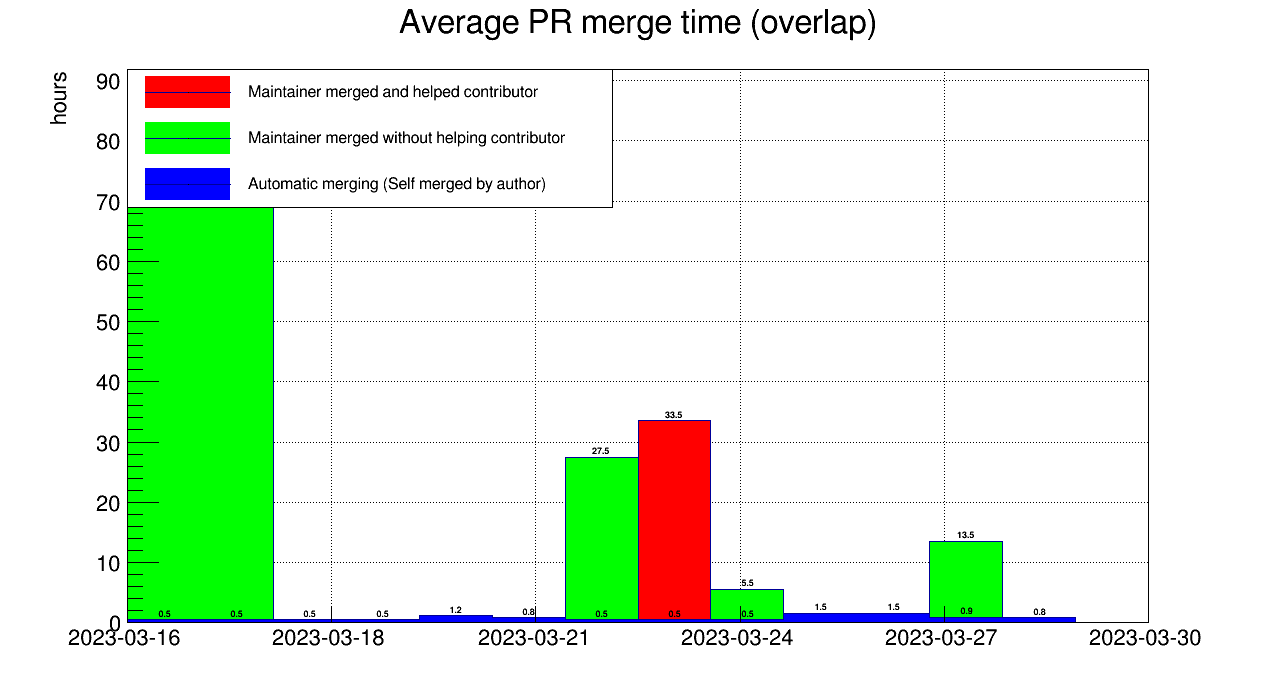 Average PR merge time (overlap)
hours
90
80
70
60
50
40
30
20
10
0
Maintainer merged and helped contributor
Maintainer merged without helping contributor
Automatic merging (Self merged by author)
33.5
27.5
13.5
5.5
0.5 0.5 0.5 0.5 1.2 0.8 0.5 0.5 0.5 1.5 1.5 0.9 0.8
2023-03-16 2023-03-18 2023-03-21 2023-03-24 2023-03-27 2023-03-30